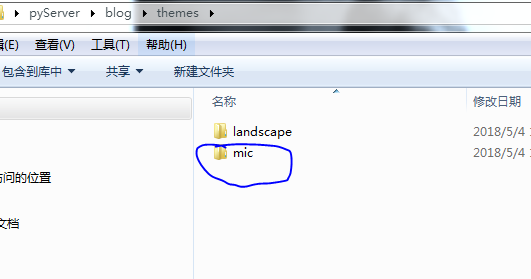 pyServer blog themes
(E) 查看(V) 工具(T) 帮助(H)
包含到库中 共享 新建文件夹
名称 修改日期
landscape 2018/5/4 1
mic 2018/5/4 1
访问的位置
文档